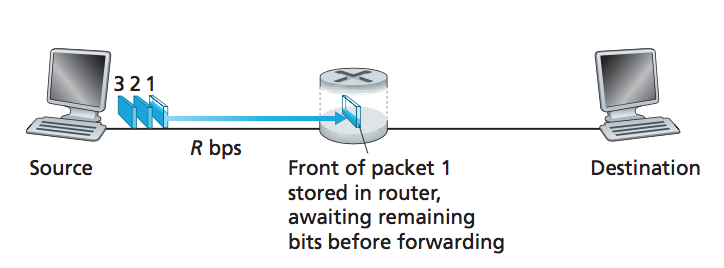 3 2 1
R bps
Source
Front of packet 1
stored in router,
awaiting remaining
bits before forwarding
Destination